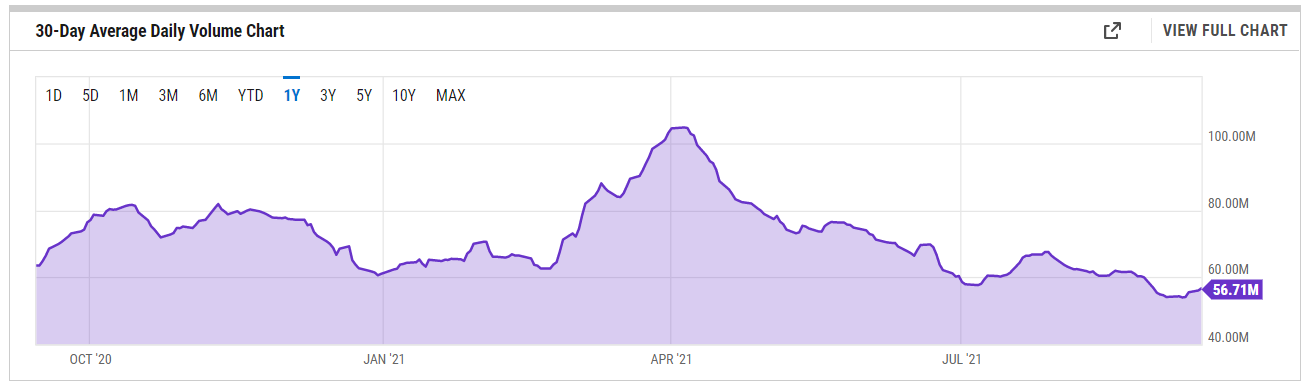 30-Day Average Daily Volume Chart VIEW FULL CHART
1D 5D 1M 3M 6M YTD 1Y 3Y 5Y 10Y MAX
100.00M
80.00M
60.00M
56.71M
40.00M
OCT '20 JAN '21 APR '21 JUL '21